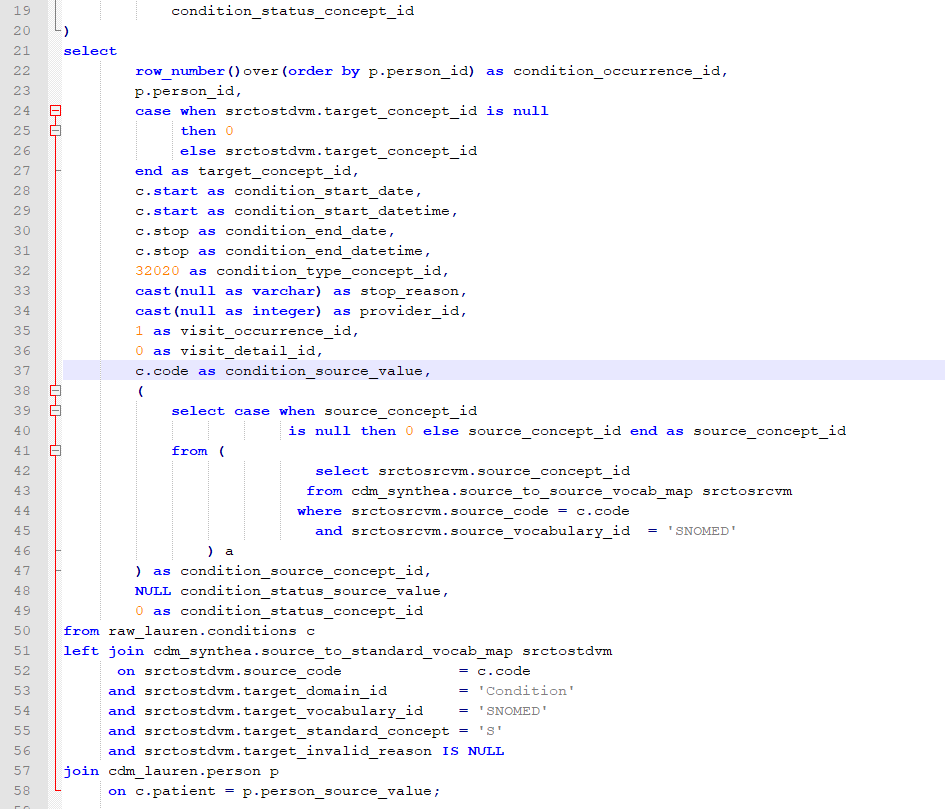 19 condition_status_concept_id
20 )
21 select
22 row_number()over(order by p.person_id) as condition_occurrence_id,
23 p.person_id,
24 case when srctostdvm.target_concept_id is null
25 then 0
26 else srctostdvm.target_concept_id
27 end as target_concept_id,
28 c.start as condition_start_date,
29 c.start as condition_start_datetime,
30 c.stop as condition_end_date,
31 c.stop as condition_end_datetime,
32 32020 as condition_type_concept_id,
33 cast(null as varchar) as stop_reason,
34 cast(null as integer) as provider_id,
35 1 as visit_occurrence_id,
36 0 as visit_detail_id,
37 c.code as condition_source_value,
38 (
39 select case when source_concept_id
40 is null then 0 else source_concept_id end as source_concept_id
41 from (
42 select srctosrcvm.source_concept_id
43 from cdm_synthea.source_to_source_vocab_map srctosrcvm
44 where srctosrcvm.source_code = c.code
45 and srctosrcvm.source_vocabulary_id  = 'SNOMED'
46 ) a
47 ) as condition_source_concept_id,
48 NULL condition_status_source_value,
49 0 as condition_status_concept_id
50 from raw_lauren.conditions c
51 left join cdm_synthea.source_to_standard_vocab_map srctostdvm
52 on srctostdvm.source_code             = c.code
53 and srctostdvm.target_domain_id        = 'Condition'
54 and srctostdvm.target_vocabulary_id    = 'SNOMED'
55 and srctostdvm.target_standard_concept = 'S'
56 and srctostdvm.target_invalid_reason IS NULL
57 join cdm_lauren.person p
58 on c.patient = p.person_source_value;